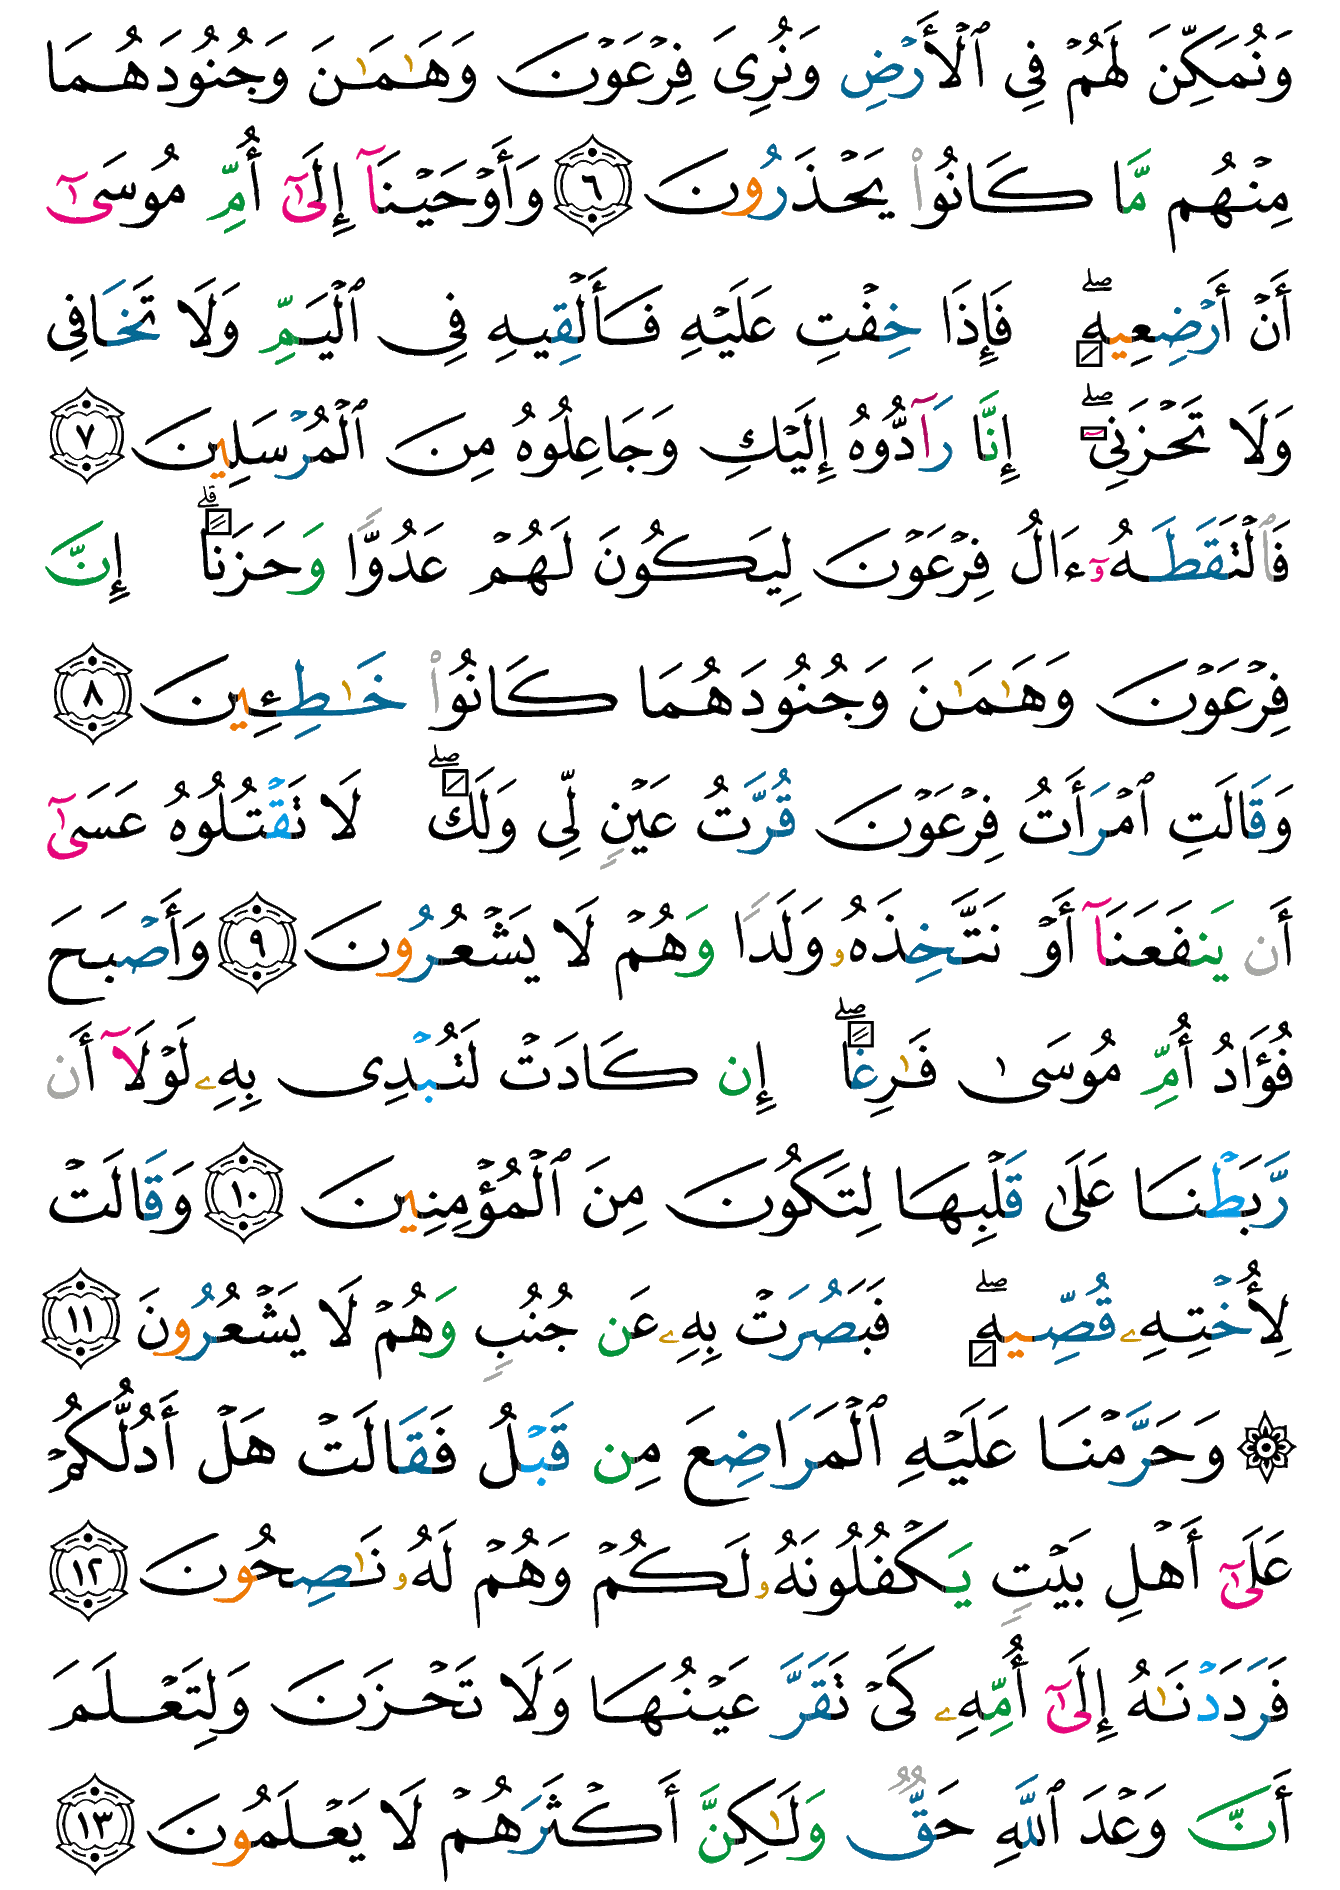 وَنُمَكِّنَ لَهُمۡ فِي ٱلۡأَرۡضِ وَنُرِيَ فِرۡعَوۡنَ وَهَٰمَٰنَ وَجُنُودَهُمَا
مِنۡهُم مَّا كَانُواْ يَحۡذَرُونَ ٦ وَأَوۡحَيۡنَآ إِلَىٰٓ أُمِّ مُوسَىٰٓ
أَنۡ أَرۡضِعِيهِۖ فَإِذَا خِفۡتِ عَلَيۡهِ فَأَلۡقِيهِ فِي ٱلۡيَمِّ وَلَا تَخَافِي
وَلَا تَحۡزَنِيٓۖ إِنَّا رَآدُّوهُ إِلَيۡكِ وَجَاعِلُوهُ مِنَ ٱلۡمُرۡسَلِينَ ٧
فَٱلۡتَقَطَهُۥٓ ءَالُ فِرۡعَوۡنَ لِيَكُونَ لَهُمۡ عَدُوّٗا وَحَزَنًاۗ إِنَّ
فِرۡعَوۡنَ وَهَٰمَٰنَ وَجُنُودَهُمَا كَانُواْ خَٰطِـِٔينَ ٨
وَقَالَتِ ٱمۡرَأَتُ فِرۡعَوۡنَ قُرَّتُ عَيۡنٖ لِّي وَلَكَۖ لَا تَقۡتُلُوهُ عَسَىٰٓ
أَن يَنفَعَنَآ أَوۡ نَتَّخِذَهُۥ وَلَدٗا وَهُمۡ لَا يَشۡعُرُونَ ٩ وَأَصۡبَحَ
فُؤَادُ أُمِّ مُوسَىٰ فَٰرِغًاۖ إِن كَادَتۡ لَتُبۡدِي بِهِۦ لَوۡلَآ أَن
رَّبَطۡنَا عَلَىٰ قَلۡبِهَا لِتَكُونَ مِنَ ٱلۡمُؤۡمِنِينَ ١٠ وَقَالَتۡ
لِأُخۡتِهِۦ قُصِّيهِۖ فَبَصُرَتۡ بِهِۦ عَن جُنُبٖ وَهُمۡ لَا يَشۡعُرُونَ ١١
۞ وَحَرَّمۡنَا عَلَيۡهِ ٱلۡمَرَاضِعَ مِن قَبۡلُ فَقَالَتۡ هَلۡ أَدُلُّكُمۡ
عَلَىٰٓ أَهۡلِ بَيۡتٖ يَكۡفُلُونَهُۥ لَكُمۡ وَهُمۡ لَهُۥ نَٰصِحُونَ ١٢
فَرَدَدۡنَٰهُ إِلَىٰٓ أُمِّهِۦ كَيۡ تَقَرَّ عَيۡنُهَا وَلَا تَحۡزَنَ وَلِتَعۡلَمَ
أَنَّ وَعۡدَ ٱللَّهِ حَقّٞ وَلَٰكِنَّ أَكۡثَرَهُمۡ لَا يَعۡلَمُونَ ١٣